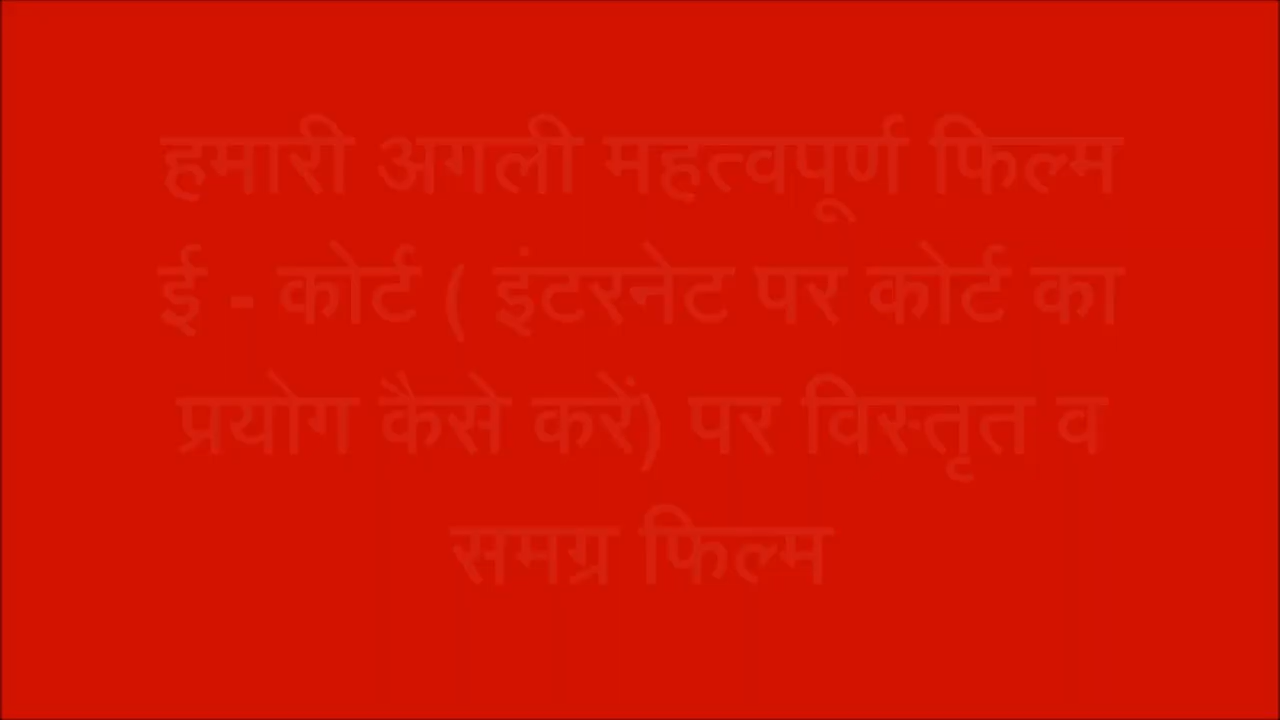 हमारी अगली महत्वपूर्ण फिल्म
ई - कोर्ट ( इंटरनेट पर कोर्ट का
प्रयोग कैसे करें) पर विस्तृत व
समग्र फिल्म